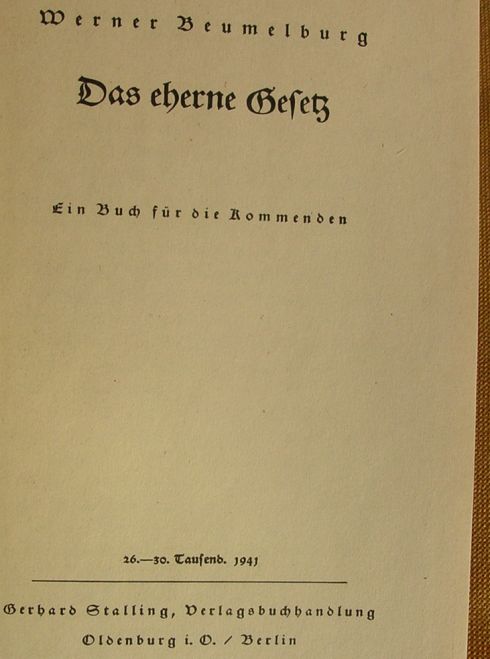 Werner Beumelburg
Das eherne Geſetz
Ein Buch für die Kommenden
26.—30. Tauſend. 1941
Gerhard Stalling, Verlagsbuchhandlung
Oldenburg i. O. / Berlin